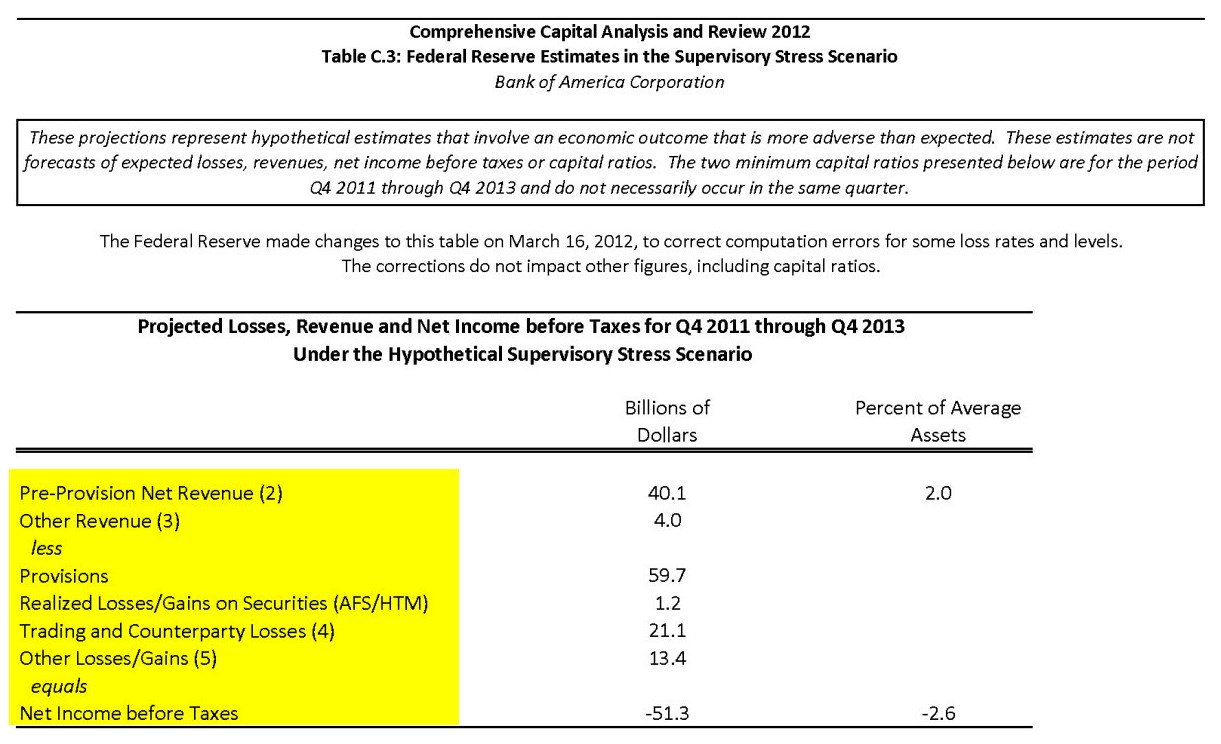 Comprehensive Capital Analysis and Review 2012
Table C.3: Federal Reserve Estimates in the Supervisory Stress Scenario
Bank of America Corporation
These projections represent hypothetical estimates that involve an economic outcome that is more adverse than expected. These estimates are not
forecasts of expected losses, revenues, net income before taxes or capital ratios. The two minimum capital ratios presented below are for the period
Q4 2011 through Q4 2013 and do not necessarily occur in the same quarter.
The Federal Reserve made changes to this table on March 16, 2012, to correct computation errors for some loss rates and levels.
The corrections do not impact other figures, including capital ratios.
Projected Losses, Revenue and Net Income before Taxes for Q4 2011 through Q4 2013
Under the Hypothetical Supervisory Stress Scenario
Billions of Percent of Average
Dollars Assets
Pre-Provision Net Revenue (2) 40.1 2.0
Other Revenue (3) 4.0
less
Provisions 59.7
Realized Losses/Gains on Securities (AFS/HTM) 1.2
Trading and Counterparty Losses (4) 21.1
Other Losses/Gains (5) 13.4
equals
Net Income before Taxes -51.3 -2.6